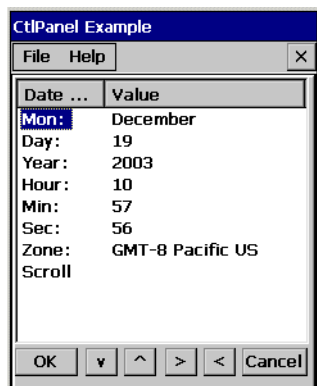 CtlPanel Example
File Help ×
Date ... Value
Mon: December
Day: 19
Year: 2003
Hour: 10
Min: 57
Sec: 56
Zone: GMT-8 Pacific US
Scroll
OK v ^ > < Cancel